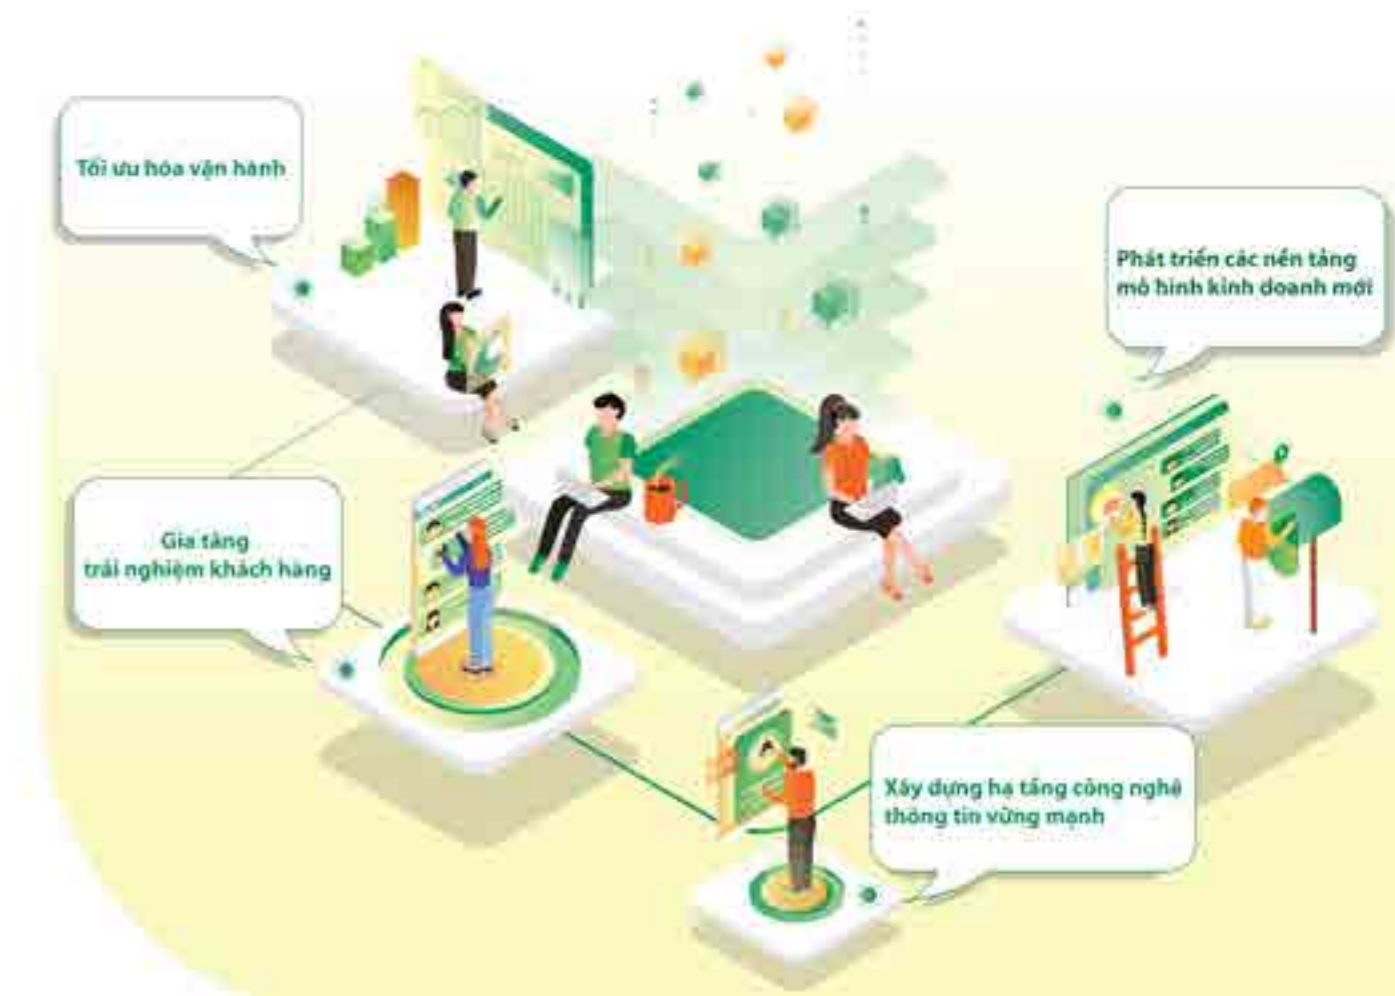 Tối ưu hóa vận hành
Phát triển các nền tảng
mô hình kinh doanh mới
Gia tăng
trải nghiệm khách hàng
Xây dựng hạ tầng công nghệ
thông tin vững mạnh